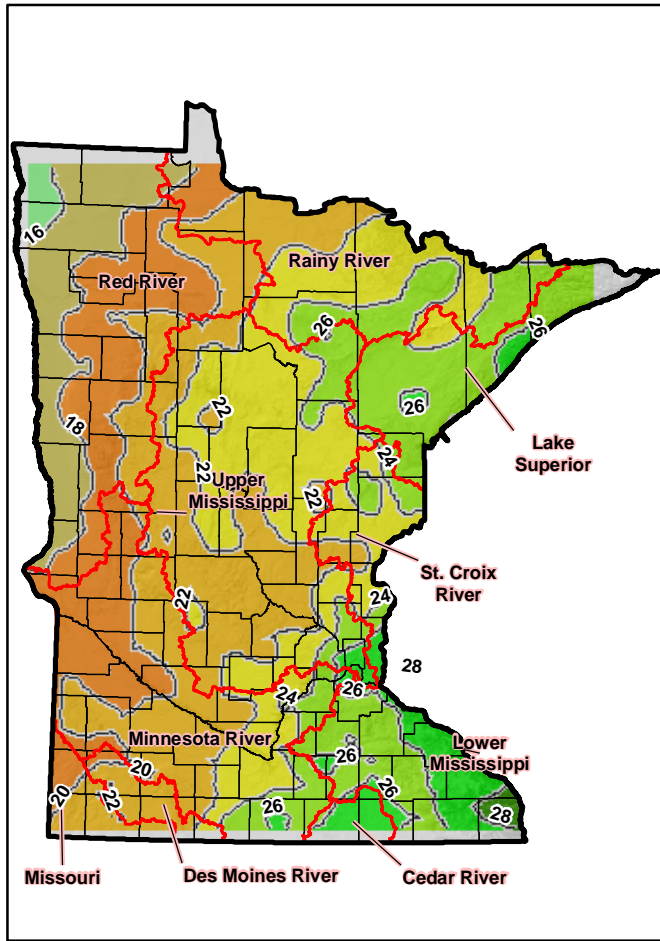 16
Rainy River
Red River
26
26
22
26
18
Lake
Superior
24
22
Upper
Mississippi
22
St. Croix
River
22
24
28
26
24
Minnesota River
Lower
Mississippi
26
20
20
22
26
26
28
Missouri
Des Moines River
Cedar River